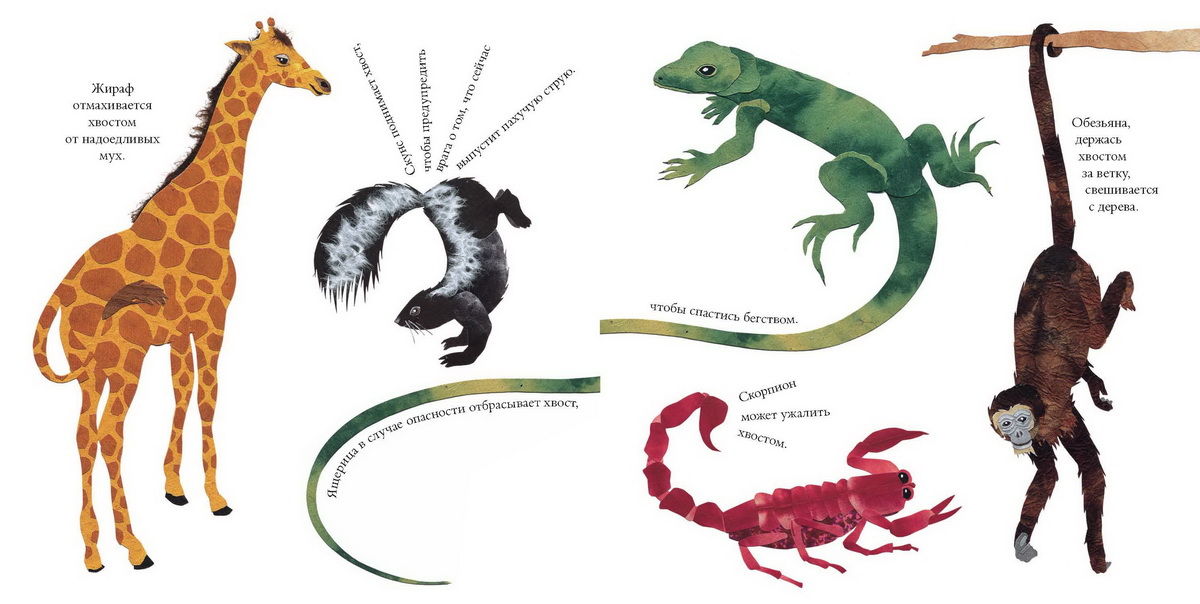 Жираф
отмахивается
хвостом
от надоедливых
мух.
Скунс поднимает хвост,
чтобы предупредить
врага о том, что сейчас
выпустит пахучую струю.
Ящерица в случае опасности отбрасывает хвост,
чтобы спастись бегством.
Скорпион
может ужалить
хвостом.
Обезьяна,
держась
хвостом
за ветку,
свешивается
с дерева.